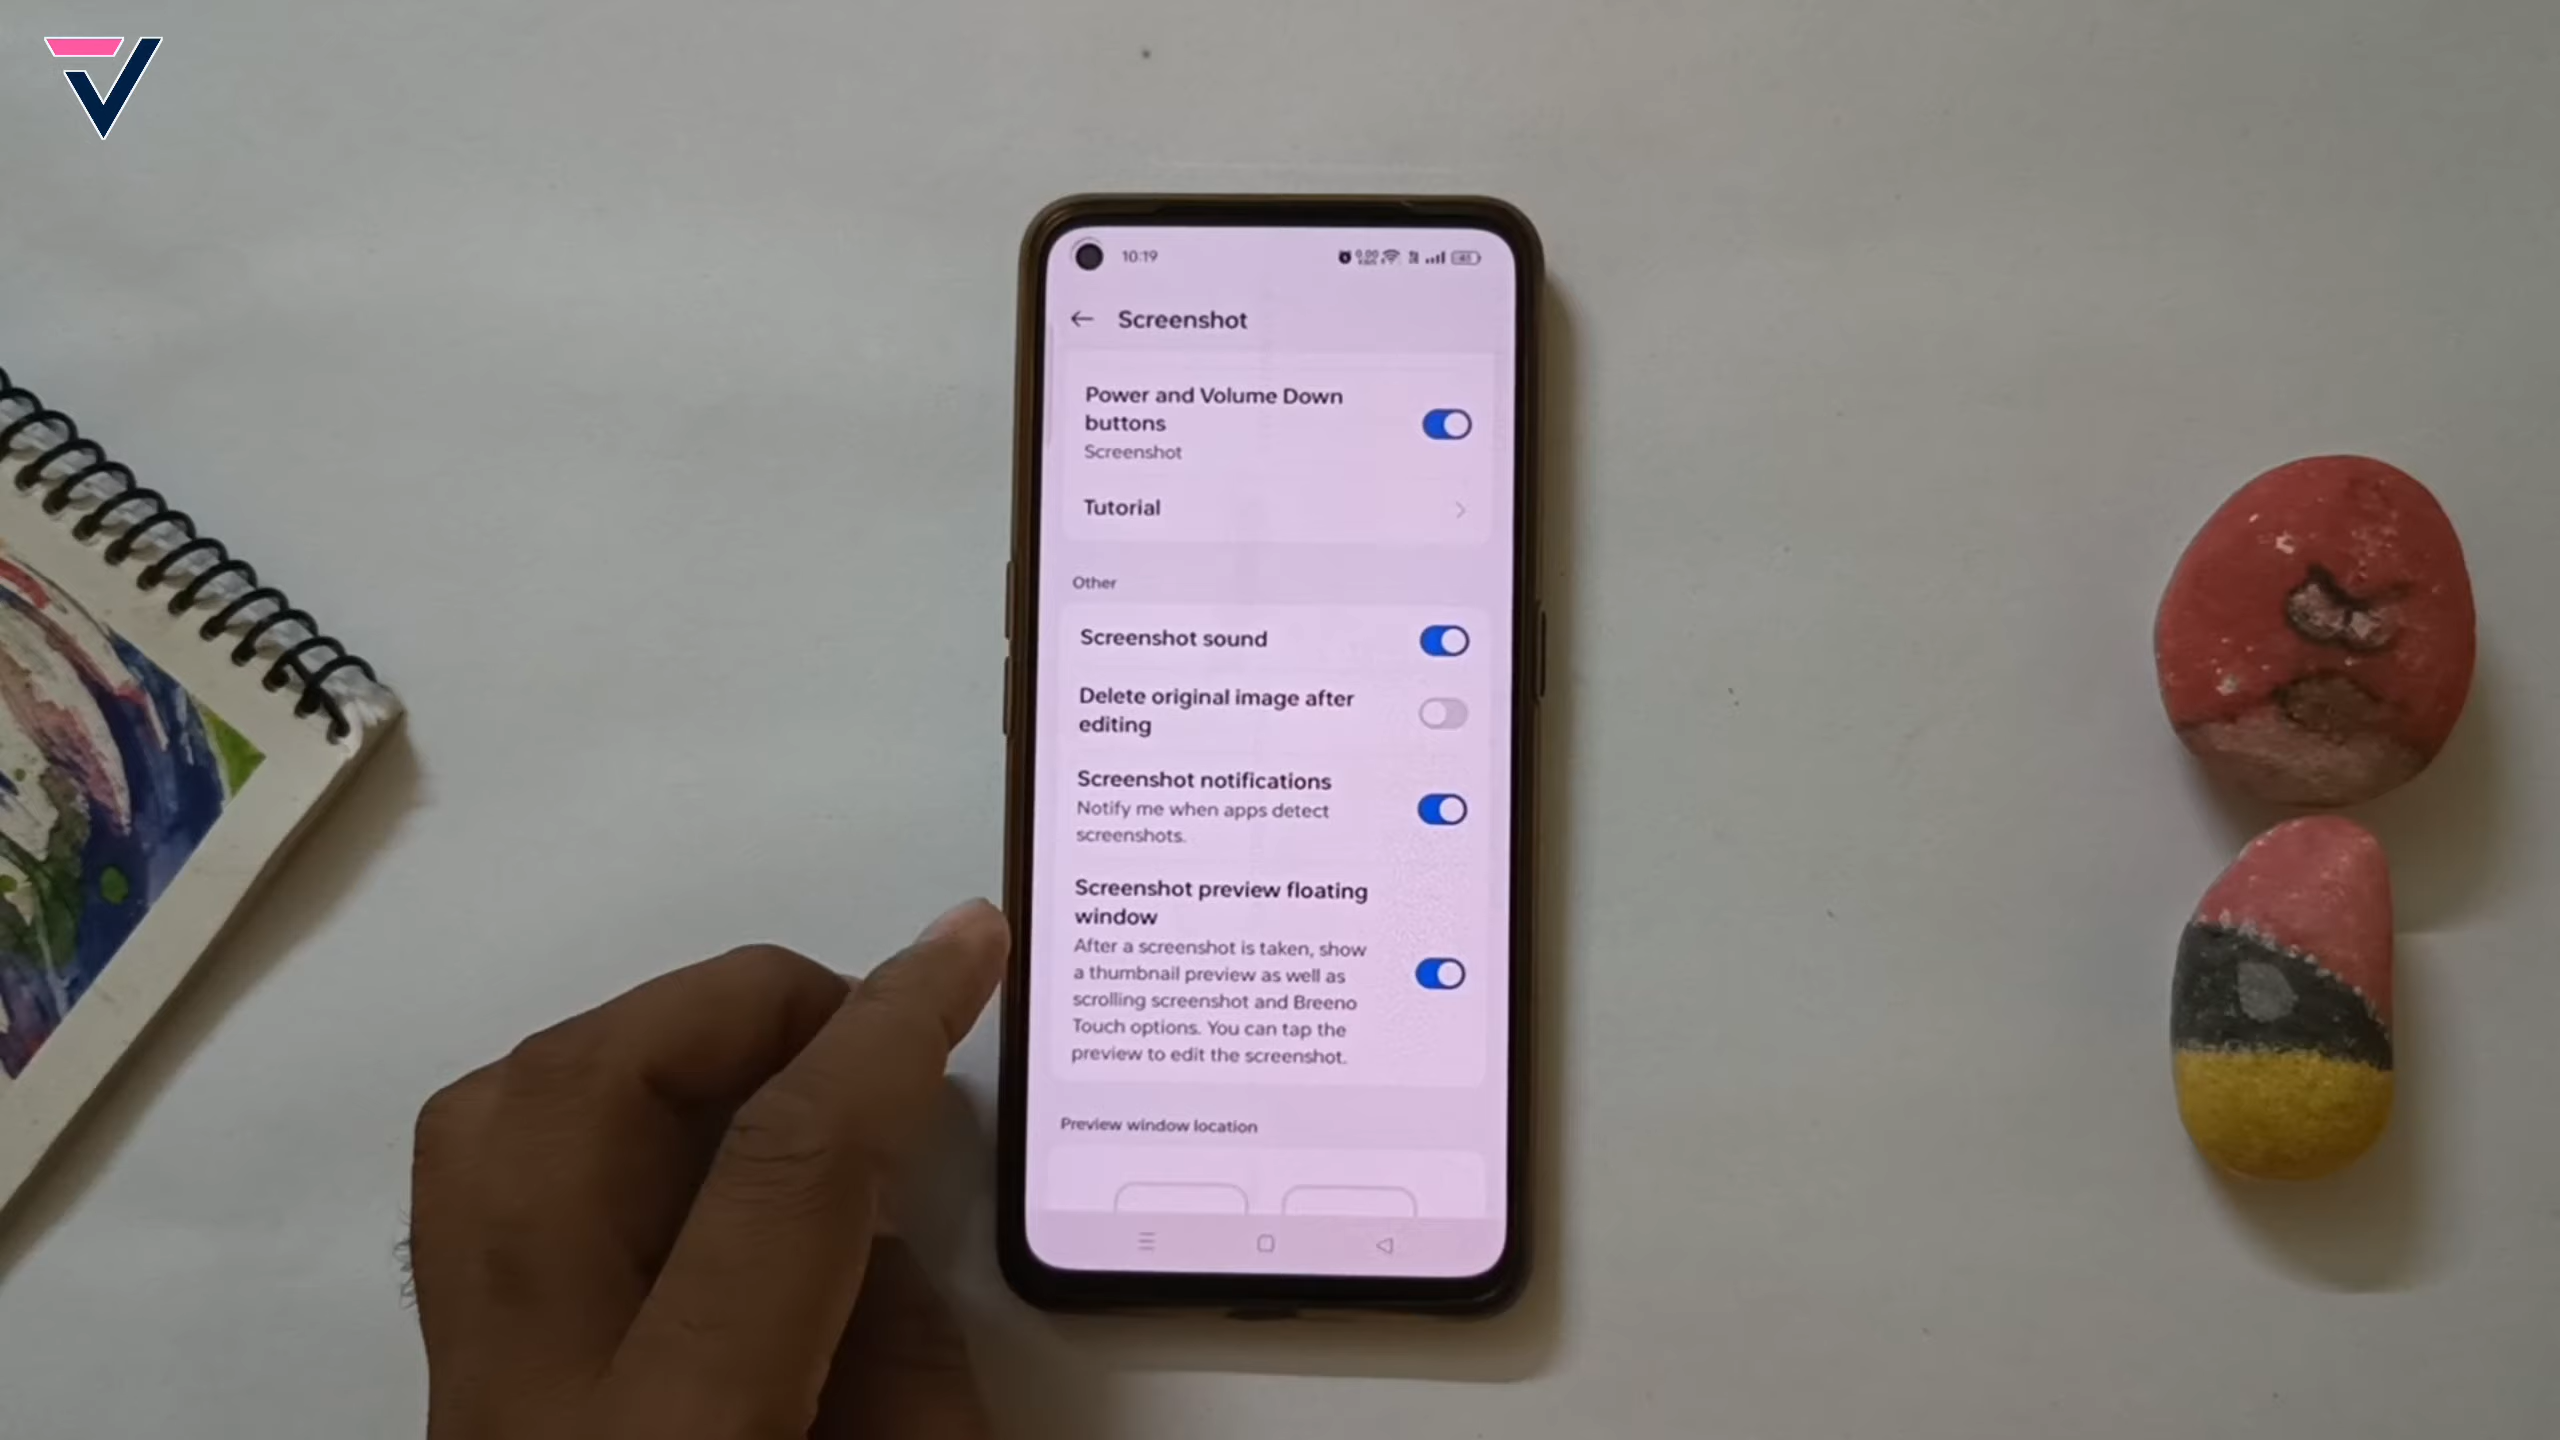 10:19
Screenshot
Power and Volume Down
buttons
Screenshot
Tutorial
Other
Screenshot sound
Delete original image after
editing
Screenshot notifications
Notify me when apps detect
screenshots.
Screenshot preview floating
window
After a screenshot is taken, show
a thumbnail preview as well as
scrolling screenshot and Breeno
Touch options. You can tap the
preview to edit the screenshot.
Preview window location